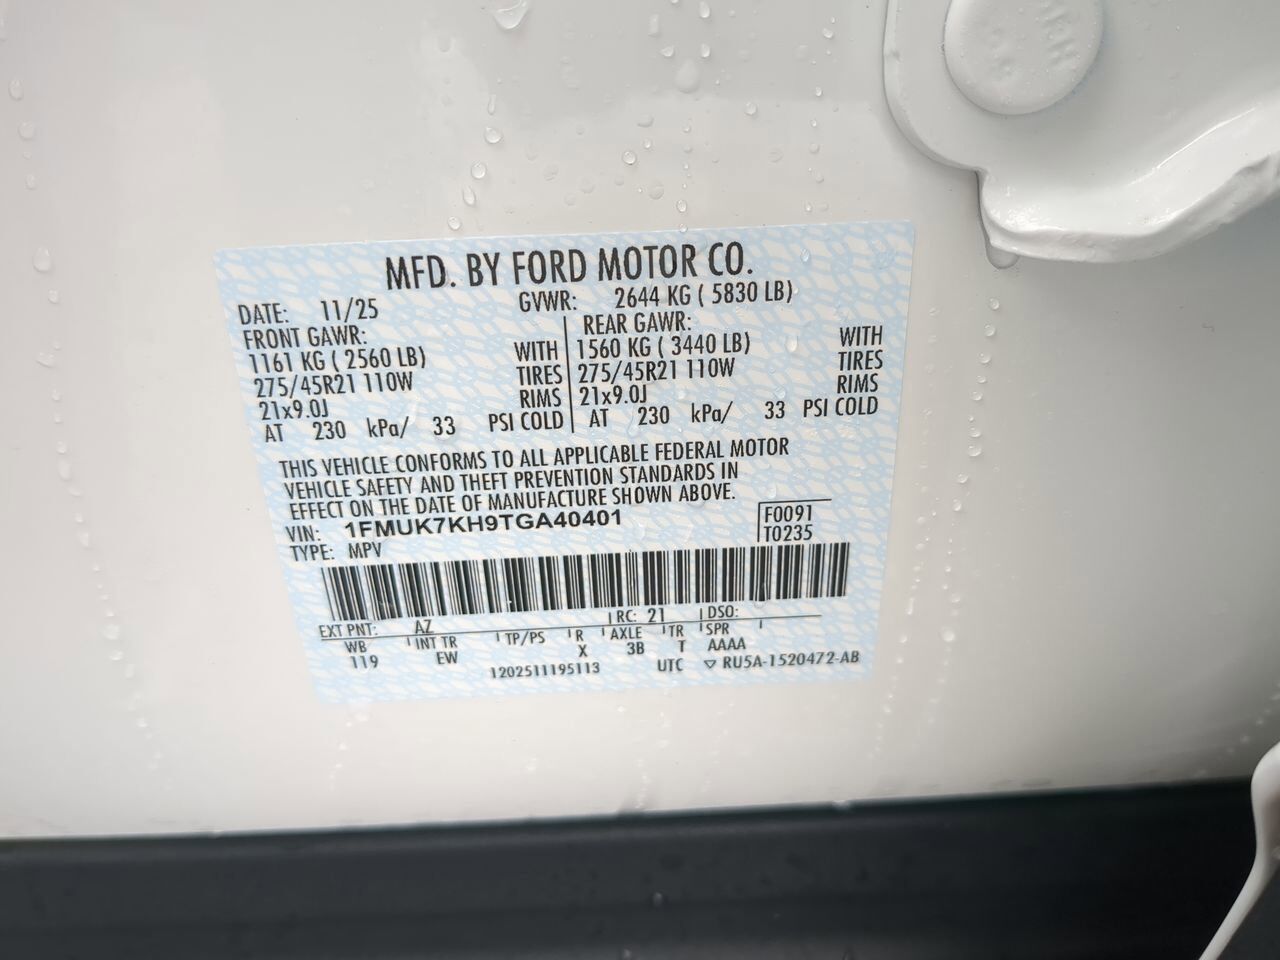 MFD. BY FORD MOTOR CO.
DATE: 11/25 GVWR: 2644 KG ( 5830 LB)
FRONT GAWR: REAR GAWR:
1161 KG ( 2560 LB) WITH 1560 KG ( 3440 LB) WITH
275/45R21 110W TIRES 275/45R21 110W TIRES
21x9.0J RIMS 21x9.0J RIMS
AT 230 kPa/ 33 PSI COLD AT 230 kPa/ 33 PSI COLD
THIS VEHICLE CONFORMS TO ALL APPLICABLE FEDERAL MOTOR
VEHICLE SAFETY AND THEFT PREVENTION STANDARDS IN
EFFECT ON THE DATE OF MANUFACTURE SHOWN ABOVE.
VIN: 1FMUK7KH9TGA40401 F0091
TYPE: MPV T0235
EXT PNT: AZ RC: 21 DSO:
WB INT TR TP/PS R AXLE TR SPR
119 EW X 3B T AAAA
1202511195113 UTC ▽ RU5A-1520472-AB